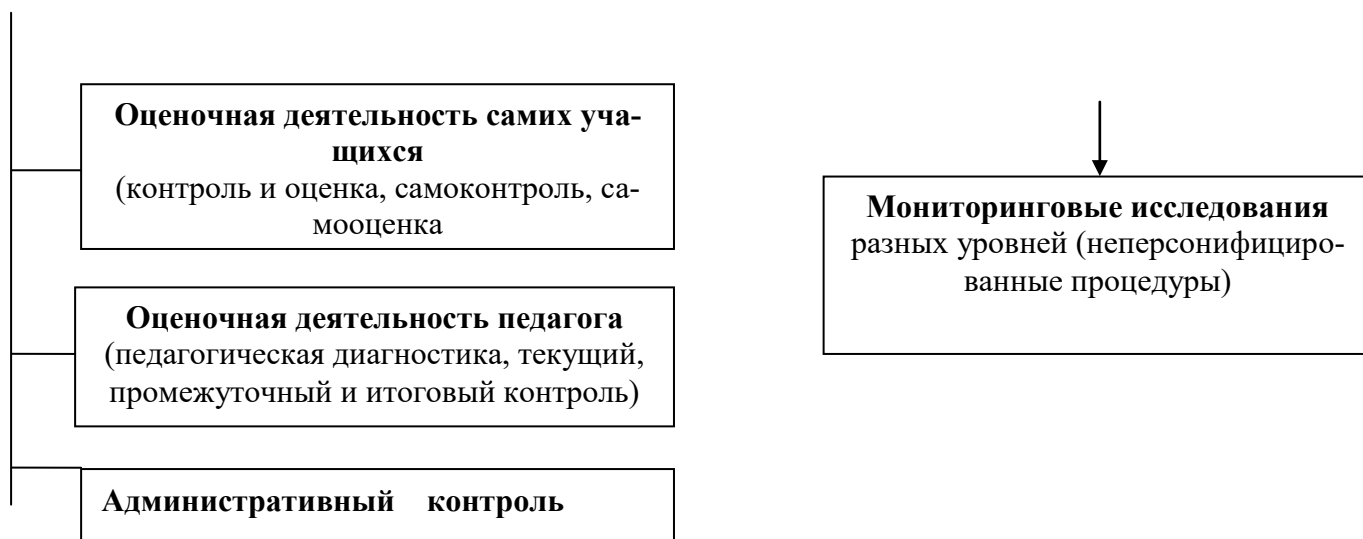 Оценочная деятельность самих уча-
щихся
(контроль и оценка, самоконтроль, са-
мооценка
Оценочная деятельность педагога
(педагогическая диагностика, текущий,
промежуточный и итоговый контроль)
Административный контроль
Мониторинговые исследования
разных уровней (неперсонифициро-
ванные процедуры)